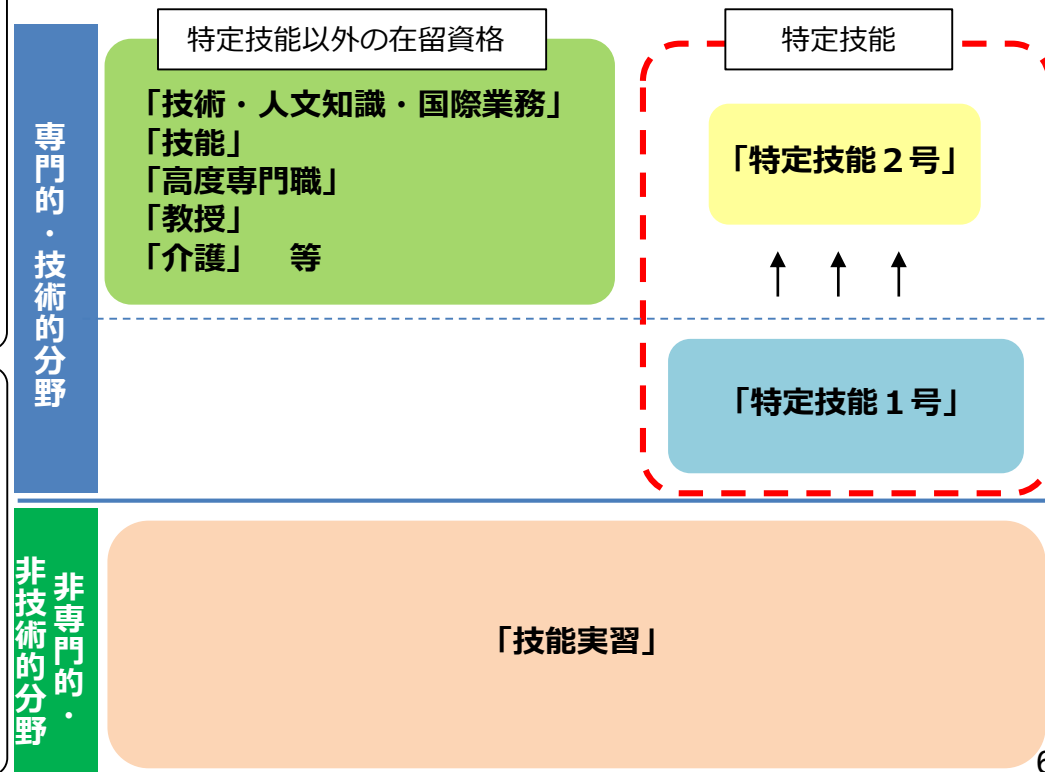 特定技能以外の在留資格
特定技能
専門的・技術的分野
「技術・人文知識・国際業務」
「技能」
「高度専門職」
「教授」
「介護」　等
「特定技能２号」
「特定技能１号」
非専門的・
非技術的分野
「技能実習」
6